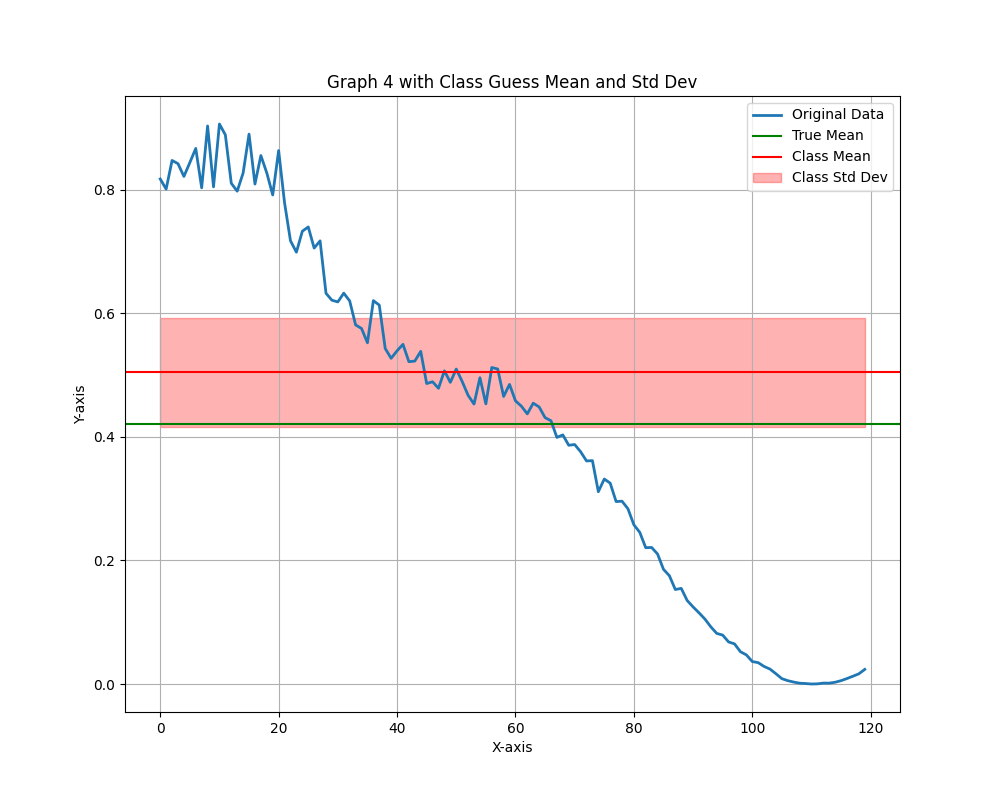 Graph 4 with Class Guess Mean and Std Dev
Original Data
True Mean
Class Mean
Class Std Dev
Y-axis
0.8
0.6
0.4
0.2
0.0
0 20 40 60 80 100 120
X-axis